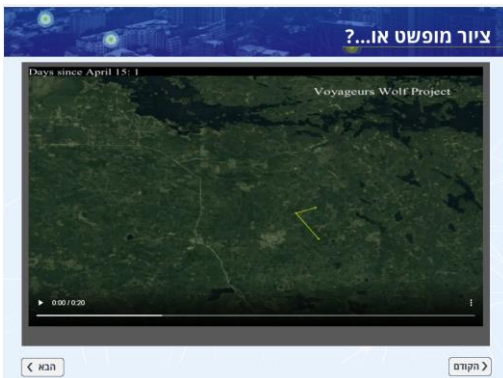 ציור מופשט או...?
Days since April 15: 1
Voyageurs Wolf Project
0:00 / 0:20
הקודם
הבא